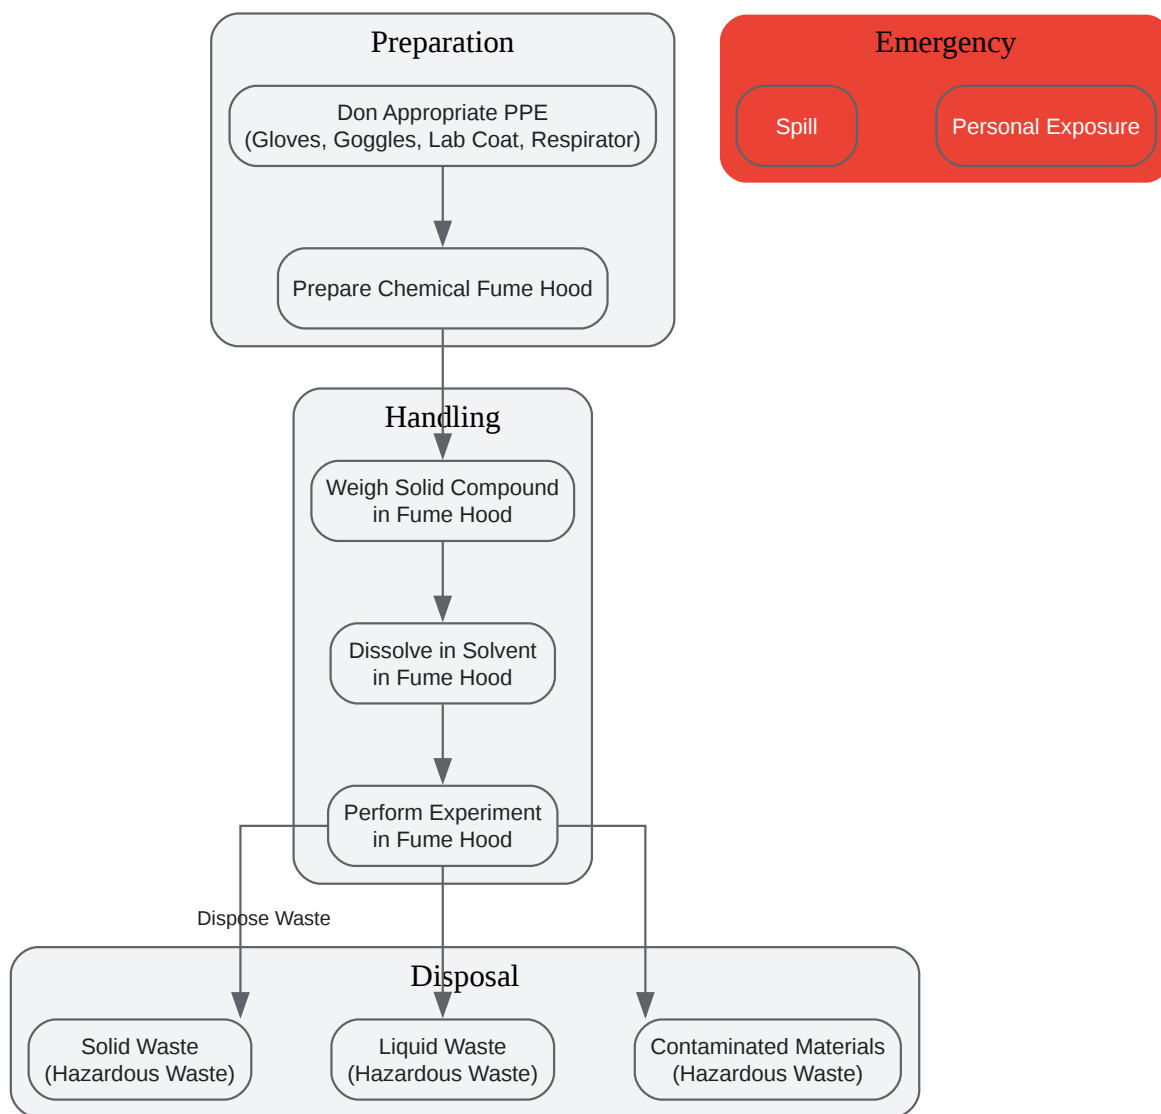 Preparation
Don Appropriate PPE
(Gloves, Goggles, Lab Coat, Respirator)
Prepare Chemical Fume Hood
Emergency
Spill
Personal Exposure
Handling
Weigh Solid Compound
in Fume Hood
Dissolve in Solvent
in Fume Hood
Perform Experiment
in Fume Hood
Dispose Waste
Disposal
Solid Waste
(Hazardous Waste)
Liquid Waste
(Hazardous Waste)
Contaminated Materials
(Hazardous Waste)